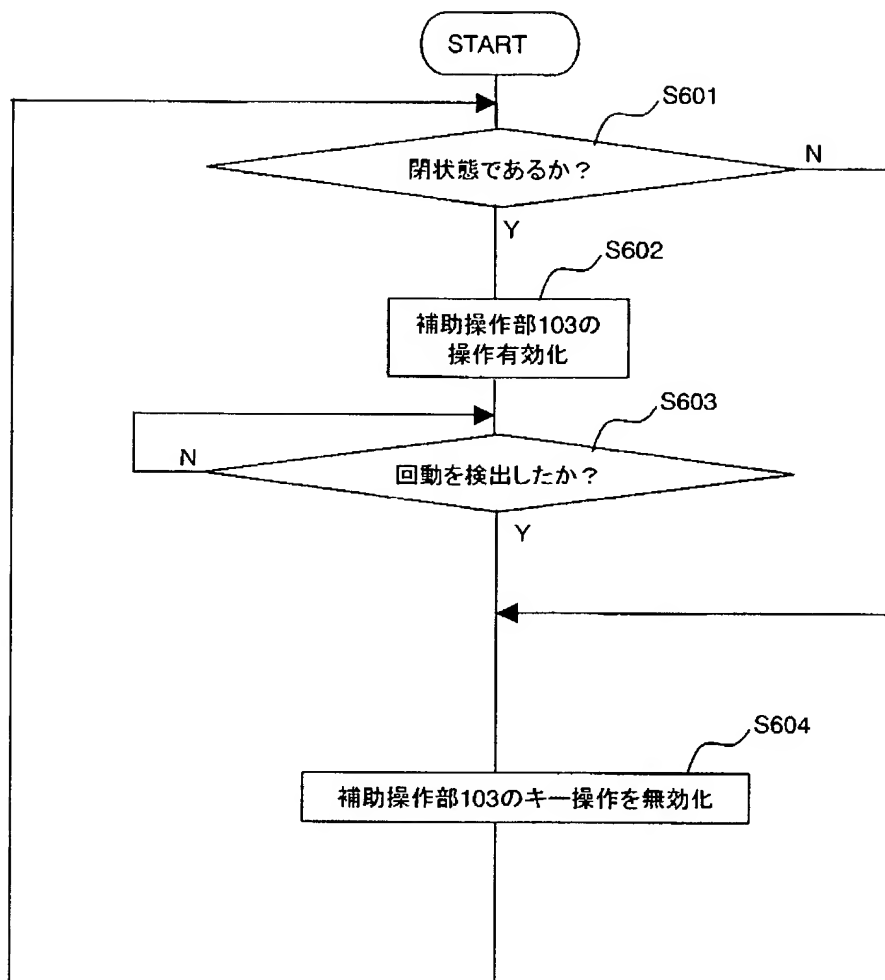 START
S601
閉状態であるか？
N
Y
S602
補助操作部103の
操作有効化
S603
N
回動を検出したか？
Y
S604
補助操作部103のキー操作を無効化